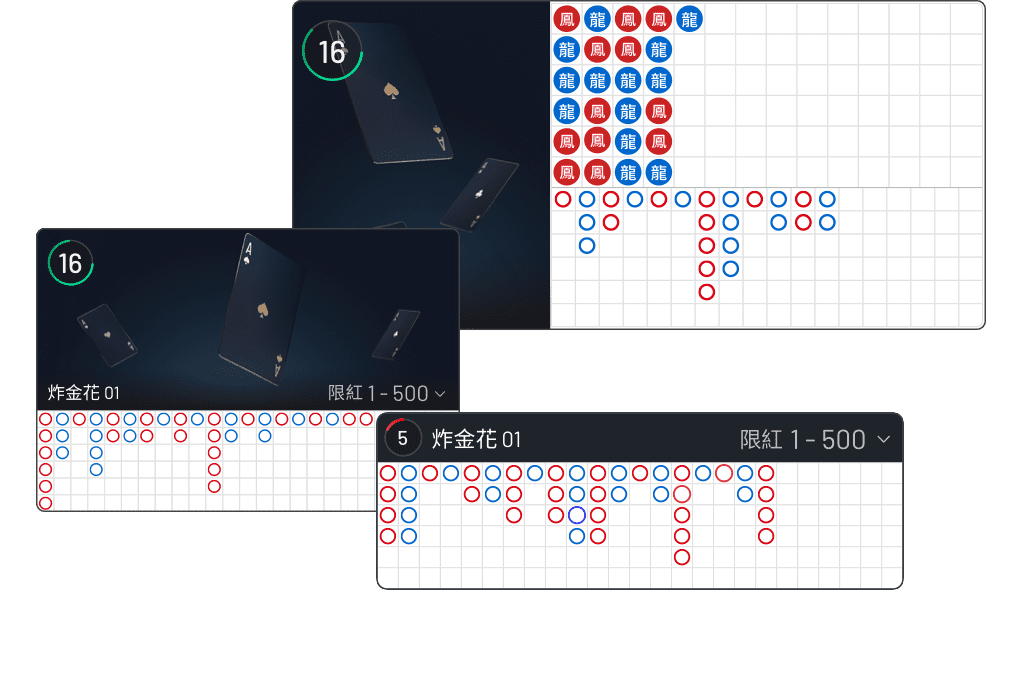 16
鳳 龍 鳳 鳳 龍
龍 鳳 鳳 龍
龍 龍 龍 龍
龍 鳳 龍 鳳
鳳 鳳 龍 鳳
鳳 鳳 龍 龍
16
A
炸金花 01 限紅 1 - 500
5 炸金花 01 限紅 1 - 500